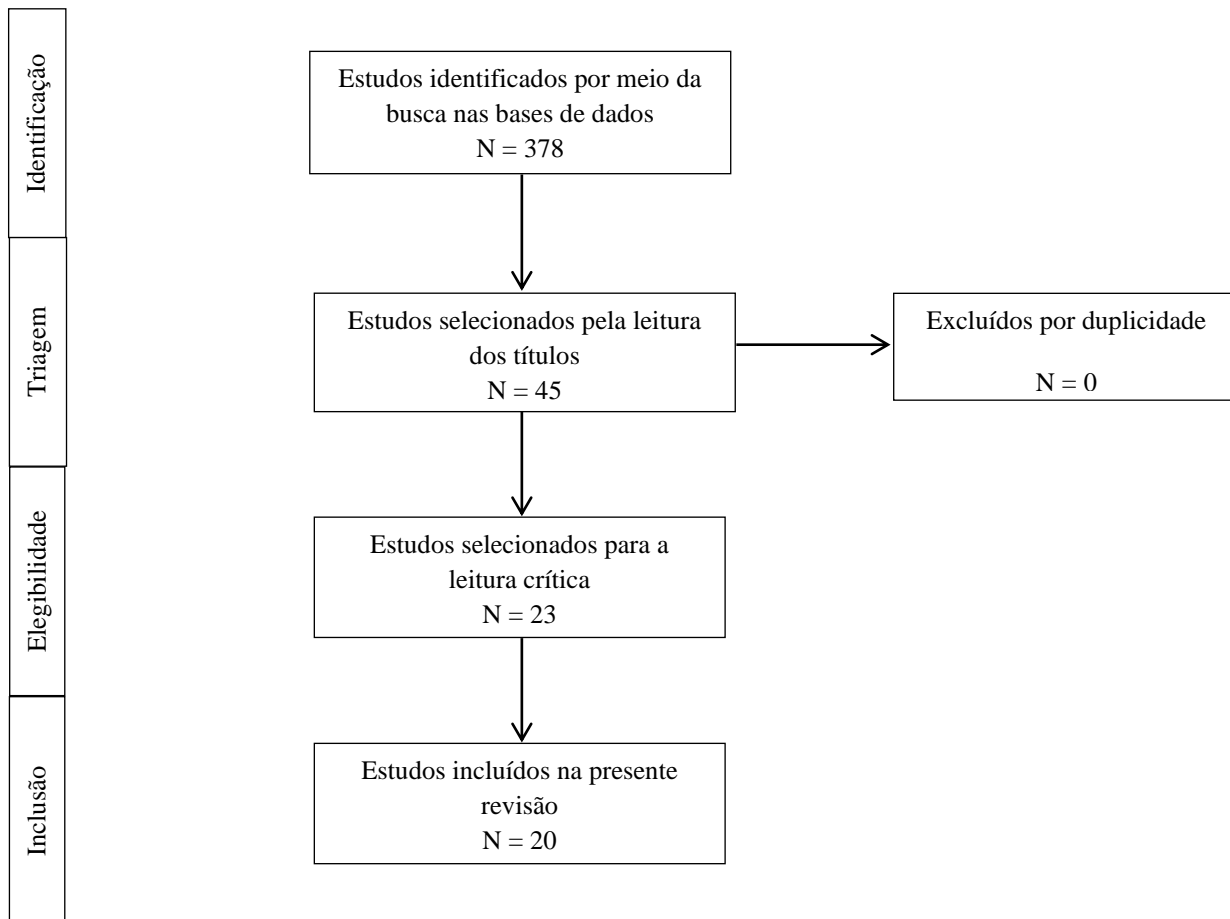 Identificação
Estudos identificados por meio da
busca nas bases de dados
N = 378
Triagem
Estudos selecionados pela leitura
dos títulos
N = 45
Excluídos por duplicidade
N = 0
Elegibilidade
Estudos selecionados para a
leitura crítica
N = 23
Inclusão
Estudos incluídos na presente
revisão
N = 20